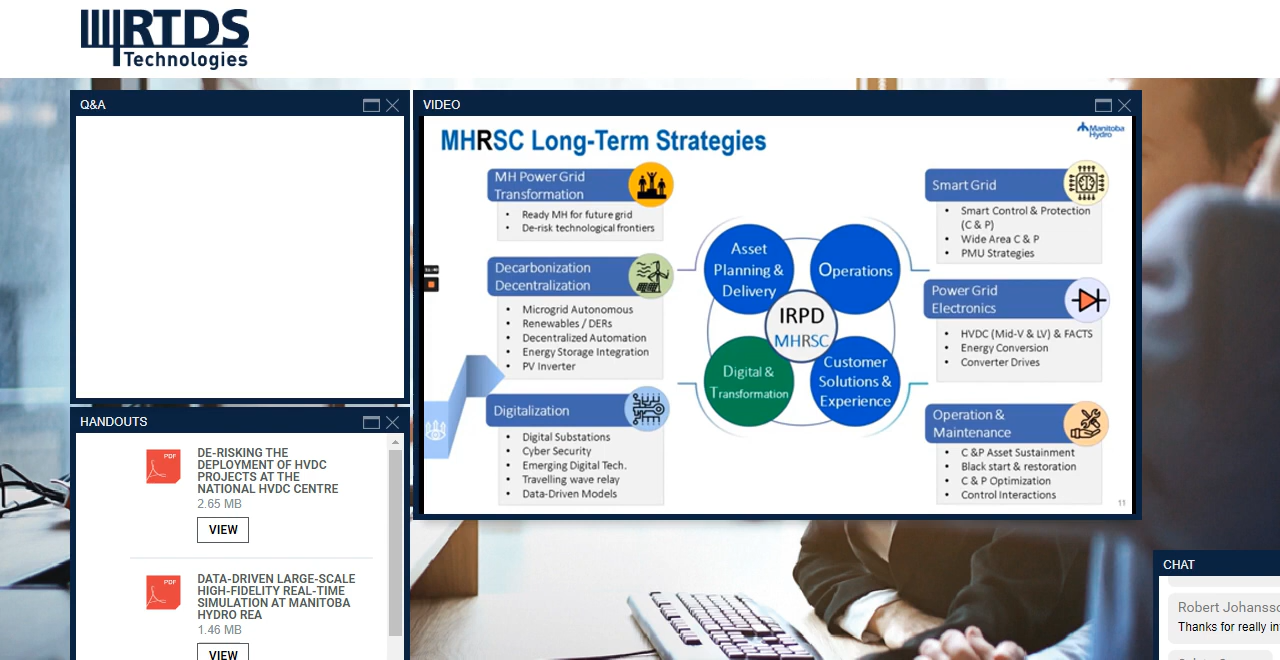 RTDS
Technologies
Q&A
VIDEO
MHRSC Long-Term Strategies
Manitoba
Hydro
MH Power Grid
Transformation
• Ready MH for future grid
• De-risk technological frontiers
Decarbonization
Decentralization
• Microgrid Autonomous
• Renewables / DERs
• Decentralized Automation
• Energy Storage Integration
• PV Inverter
Digitalization
• Digital Substations
• Cyber Security
• Emerging Digital Tech.
• Travelling wave relay
• Data-Driven Models
Asset
Planning &
Delivery
Operations
IRPD
MHRSC
Digital &
Transformation
Customer
Solutions &
Experience
Smart Grid
• Smart Control & Protection
(C & P)
• Wide Area C & P
• PMU Strategies
Power Grid
Electronics
• HVDC (Mid-V & LV) & FACTS
• Energy Conversion
• Converter Drives
Operation &
Maintenance
• C &P Asset Sustainment
• Black start & restoration
• C & P Optimization
• Control Interactions
11
HANDOUTS
PDF
DE-RISKING THE
DEPLOYMENT OF HVDC
PROJECTS AT THE
NATIONAL HVDC CENTRE
2.65 MB
VIEW
PDF
DATA-DRIVEN LARGE-SCALE
HIGH-FIDELITY REAL-TIME
SIMULATION AT MANITOBA
HYDRO REA
1.46 MB
VIEW
CHAT
Robert Johansso
Thanks for really in